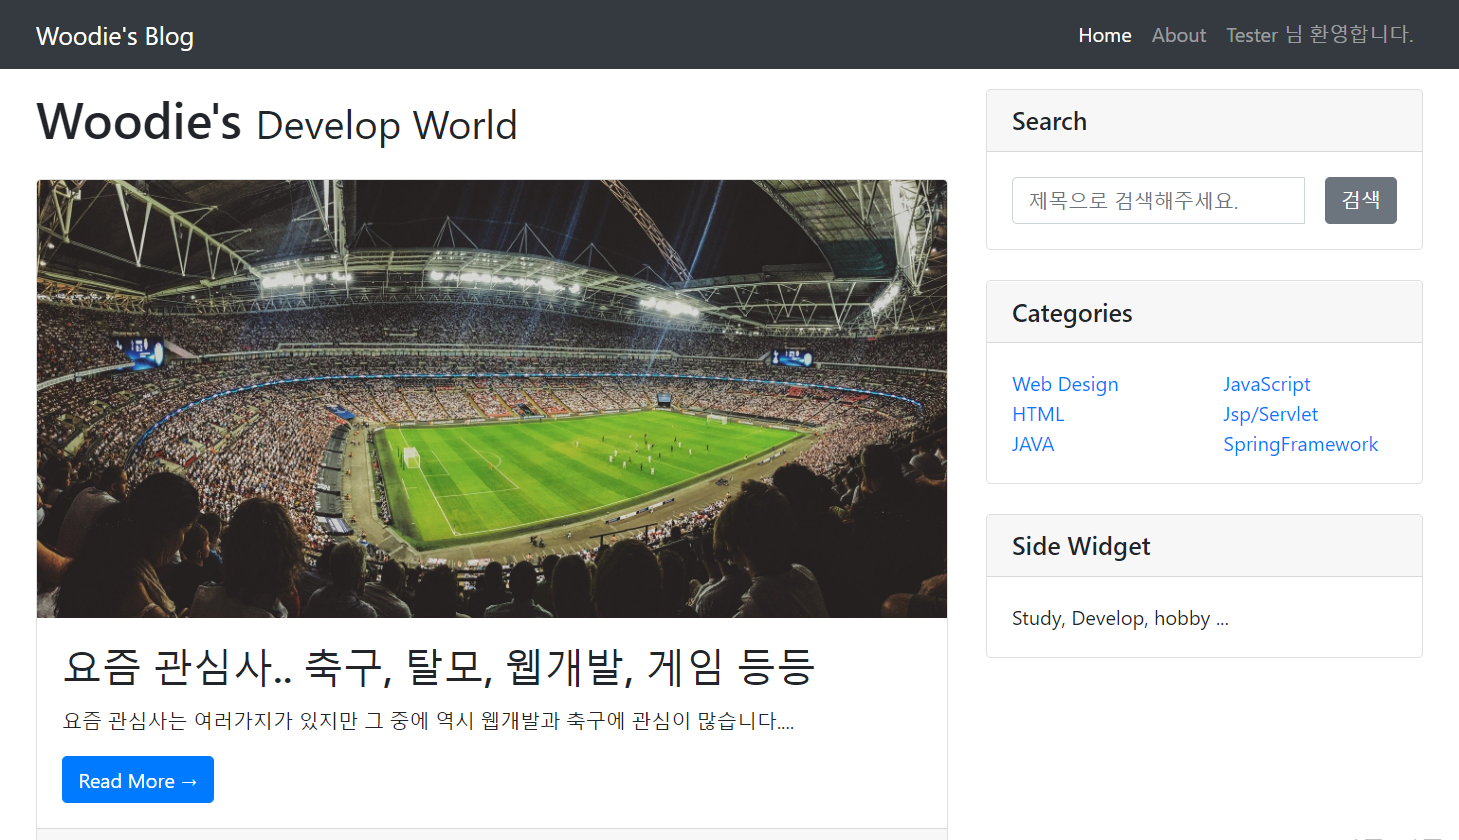 Woodie's Blog
Home About Tester 님 환영합니다.
Woodie's Develop World
요즘 관심사.. 축구, 탈모, 웹개발, 게임 등등
요즘 관심사는 여러가지가 있지만 그 중에 역시 웹개발과 축구에 관심이 많습니다....
Read More →
Search
제목으로 검색해주세요.
검색
Categories
Web Design
HTML
JAVA
JavaScript
Jsp/Servlet
SpringFramework
Side Widget
Study, Develop, hobby ...